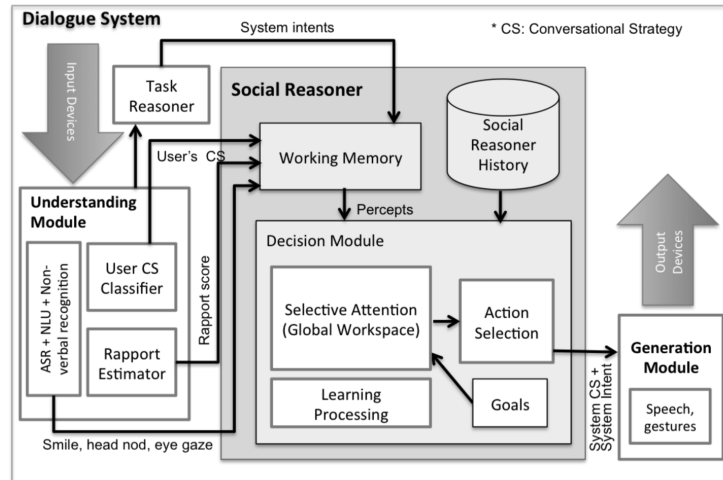 Dialogue System
System intents
* CS: Conversational Strategy
Input Devices
Task
Reasoner
Social Reasoner
Social
Reasoner
History
User's CS
Working Memory
Understanding
Module
Percepts
Decision Module
ASR + NLU + Non-
verbal recognition
User CS
Classifier
Rapport score
Selective Attention
(Global Workspace)
Action
Selection
Output
Devices
Rapport
Estimator
Learning
Processing
Goals
System CS +
System Intent
Generation
Module
Speech,
gestures
Smile, head nod, eye gaze